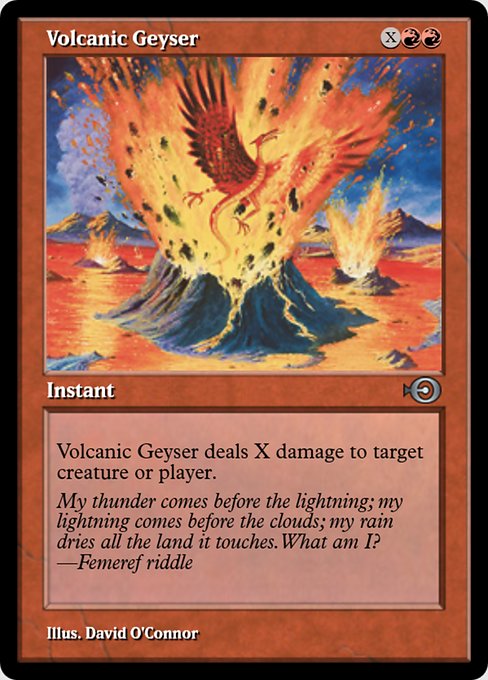 Volcanic Geyser X
Instant
Volcanic Geyser deals X damage to target
creature or player.
My thunder comes before the lightning; my
lightning comes before the clouds; my rain
dries all the land it touches. What am I?
—Femeref riddle
Illus. David O'Connor